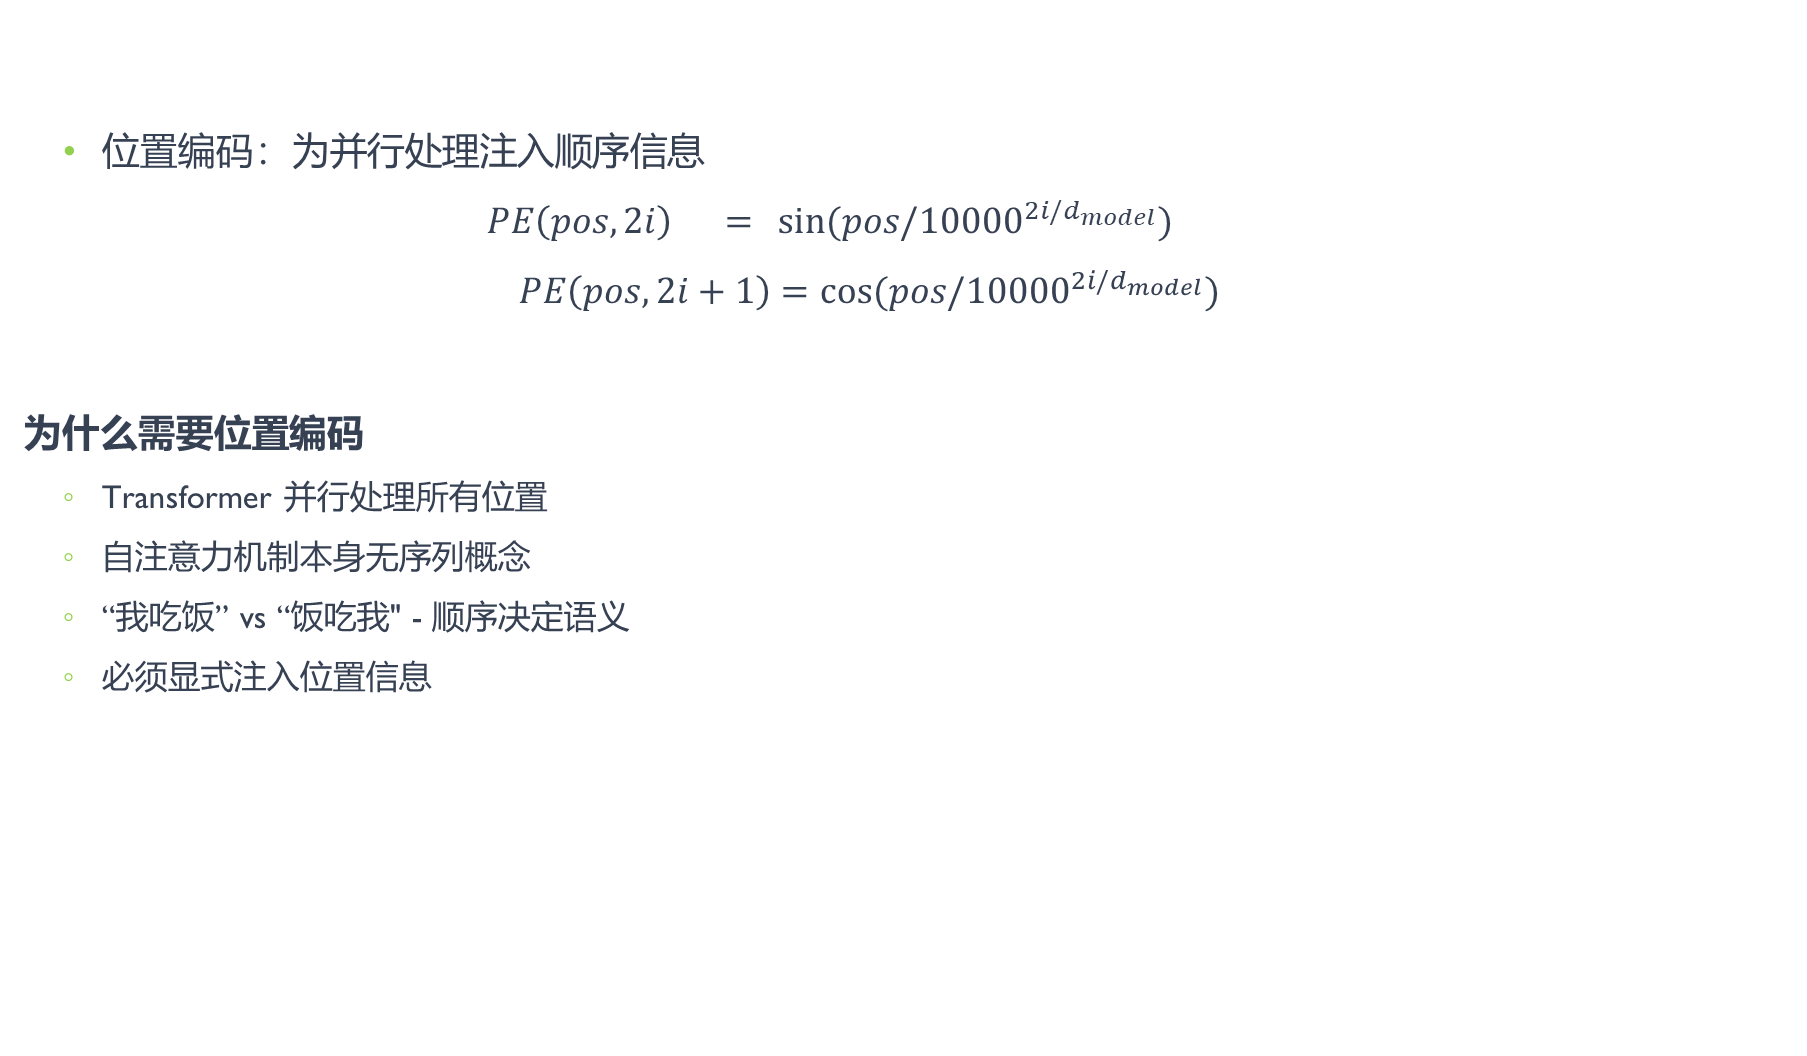 • 位置编码：为并行处理注入顺序信息
PE(pos, 2i) = sin(pos/10000^{2i/d_{model}})
PE(pos, 2i + 1) = cos(pos/10000^{2i/d_{model}})
为什么需要位置编码
◦ Transformer 并行处理所有位置
◦ 自注意力机制本身无序列概念
◦ “我吃饭” vs “饭吃我" - 顺序决定语义
◦ 必须显式注入位置信息